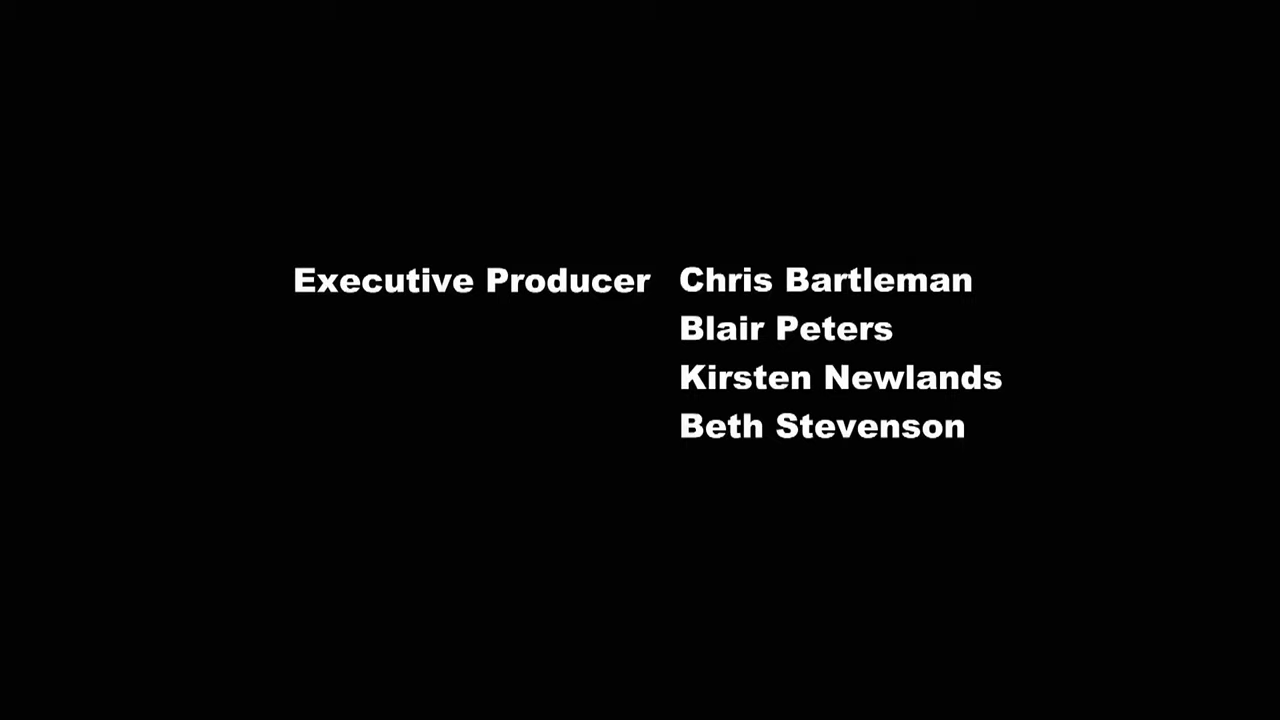 Executive Producer Chris Bartleman
Blair Peters
Kirsten Newlands
Beth Stevenson